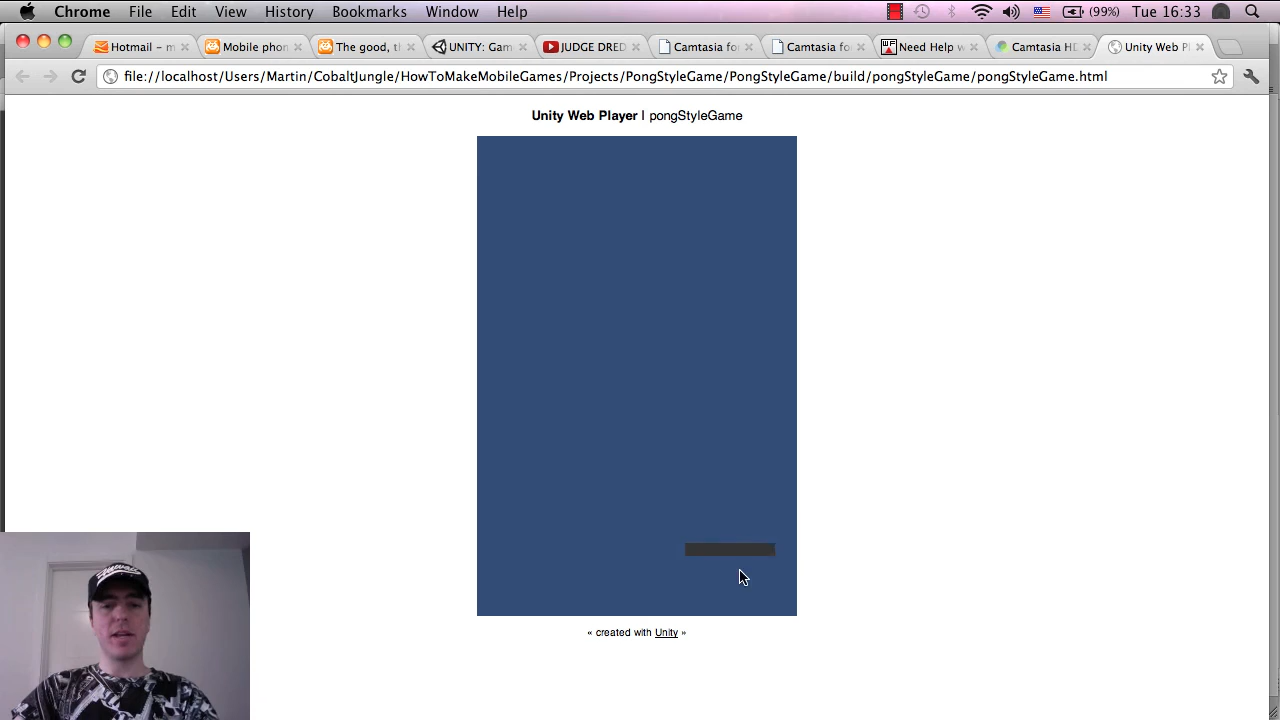 Chrome File Edit View History Bookmarks Window Help (99%) Tue 16:33
Hotmail - m Mobile phon The good, t UNITY: Gam JUDGE DRED Camtasia fo Camtasia fo Need Help w Camtasia HD Unity Web Pl
file://localhost/Users/Martin/CobaltJungle/HowToMakeMobileGames/Projects/PongStyleGame/PongStyleGame/build/pongStyleGame/pongStyleGame.html
Unity Web Player | pongStyleGame
« created with Unity »